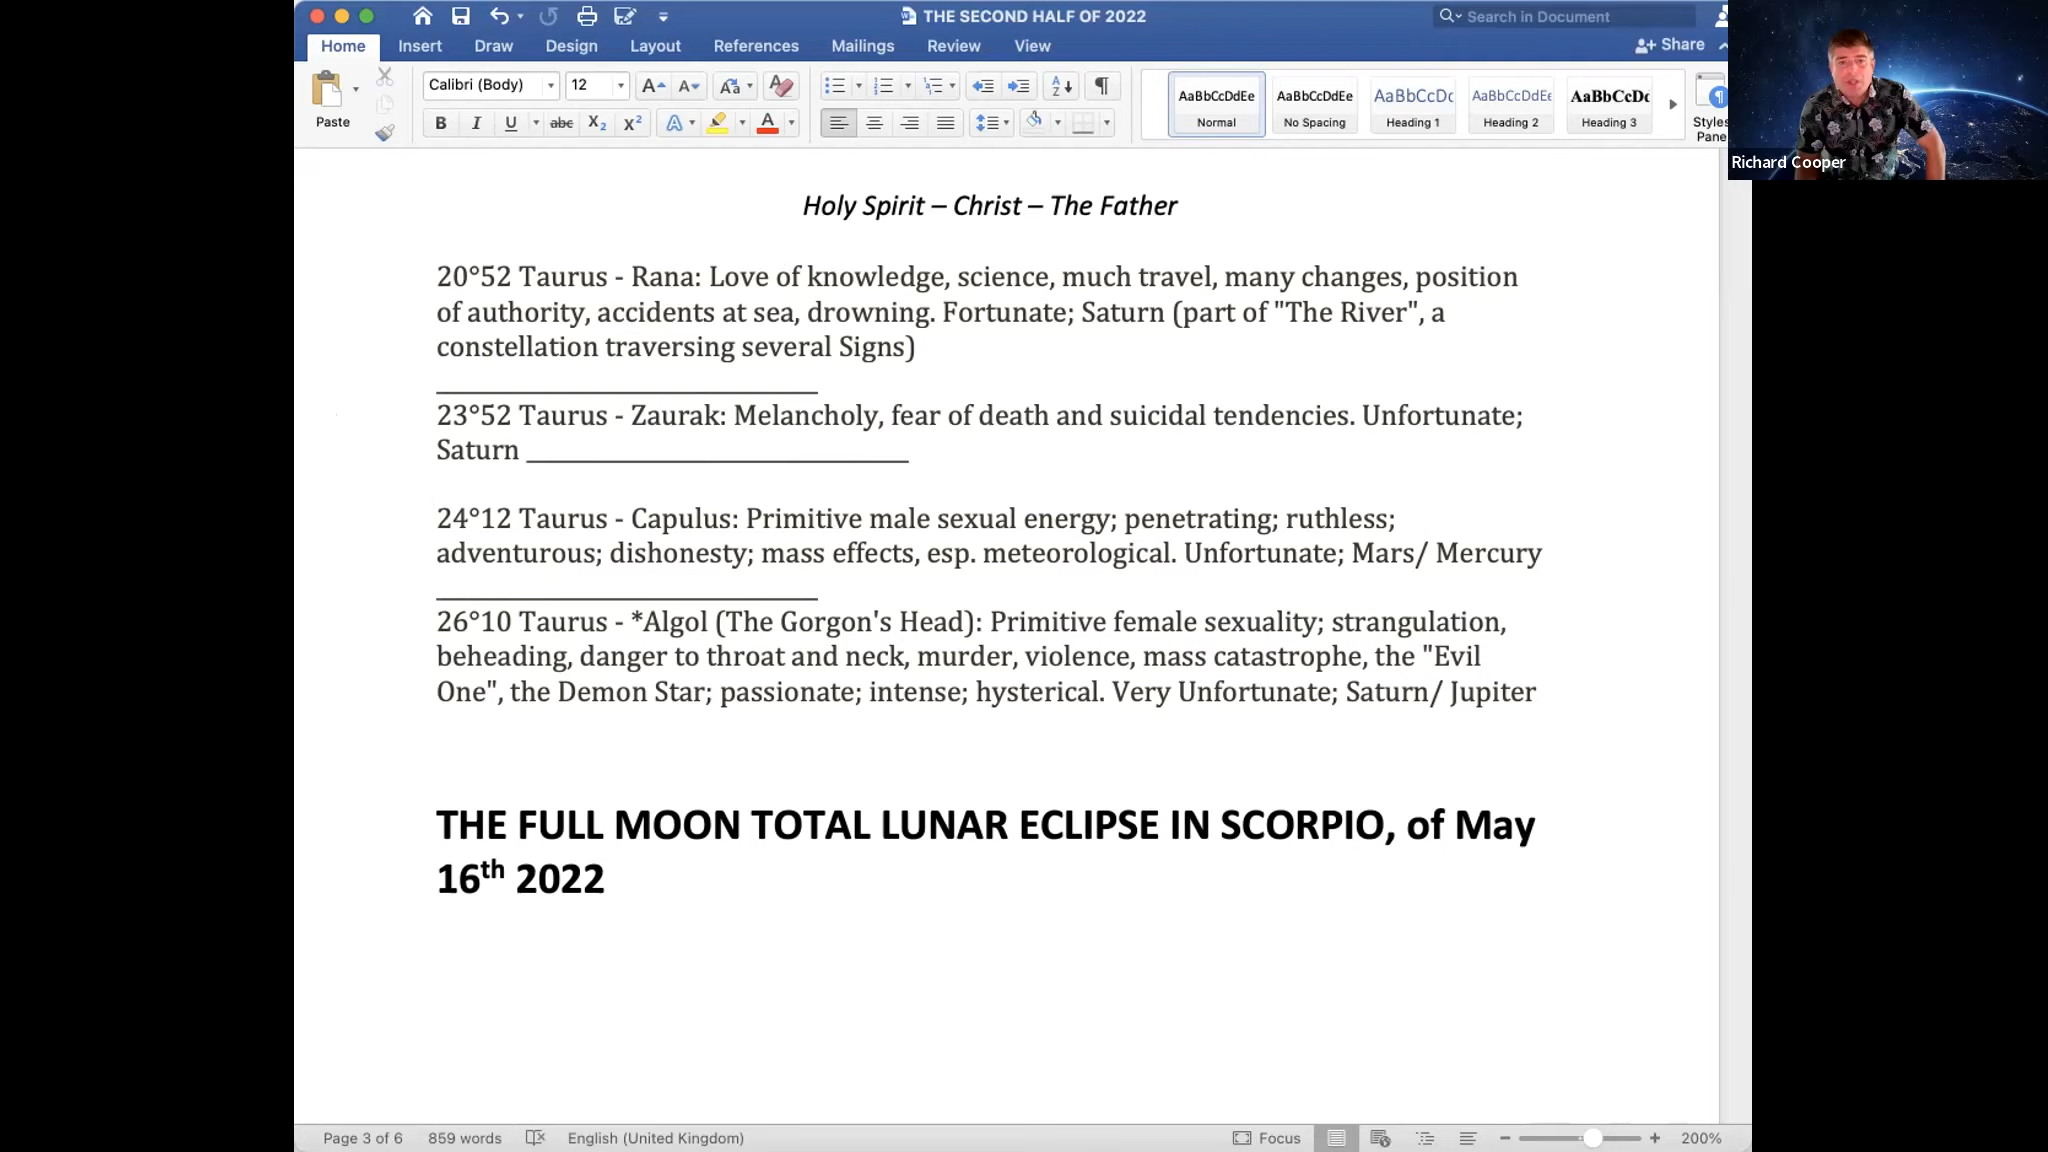 THE SECOND HALF OF 2022
Search in Document
Home Insert Draw Design Layout References Mailings Review View
Share
Paste
Calibri (Body) 12
AaBbCcDdEe AaBbCcDdEe AaBbCcDc AaBbCcDdEe AaBbCcDc
Normal No Spacing Heading 1 Heading 2 Heading 3
Styles
Pane
Richard Cooper
Holy Spirit – Christ – The Father
20°52 Taurus - Rana: Love of knowledge, science, much travel, many changes, position
of authority, accidents at sea, drowning. Fortunate; Saturn (part of "The River", a
constellation traversing several Signs)
______________________________
23°52 Taurus - Zaurak: Melancholy, fear of death and suicidal tendencies. Unfortunate;
Saturn ______________________________
24°12 Taurus - Capulus: Primitive male sexual energy; penetrating; ruthless;
adventurous; dishonesty; mass effects, esp. meteorological. Unfortunate; Mars/ Mercury
______________________________
26°10 Taurus - *Algol (The Gorgon's Head): Primitive female sexuality; strangulation,
beheading, danger to throat and neck, murder, violence, mass catastrophe, the "Evil
One", the Demon Star; passionate; intense; hysterical. Very Unfortunate; Saturn/ Jupiter
THE FULL MOON TOTAL LUNAR ECLIPSE IN SCORPIO, of May
16th 2022
Page 3 of 6 859 words English (United Kingdom) Focus 200%